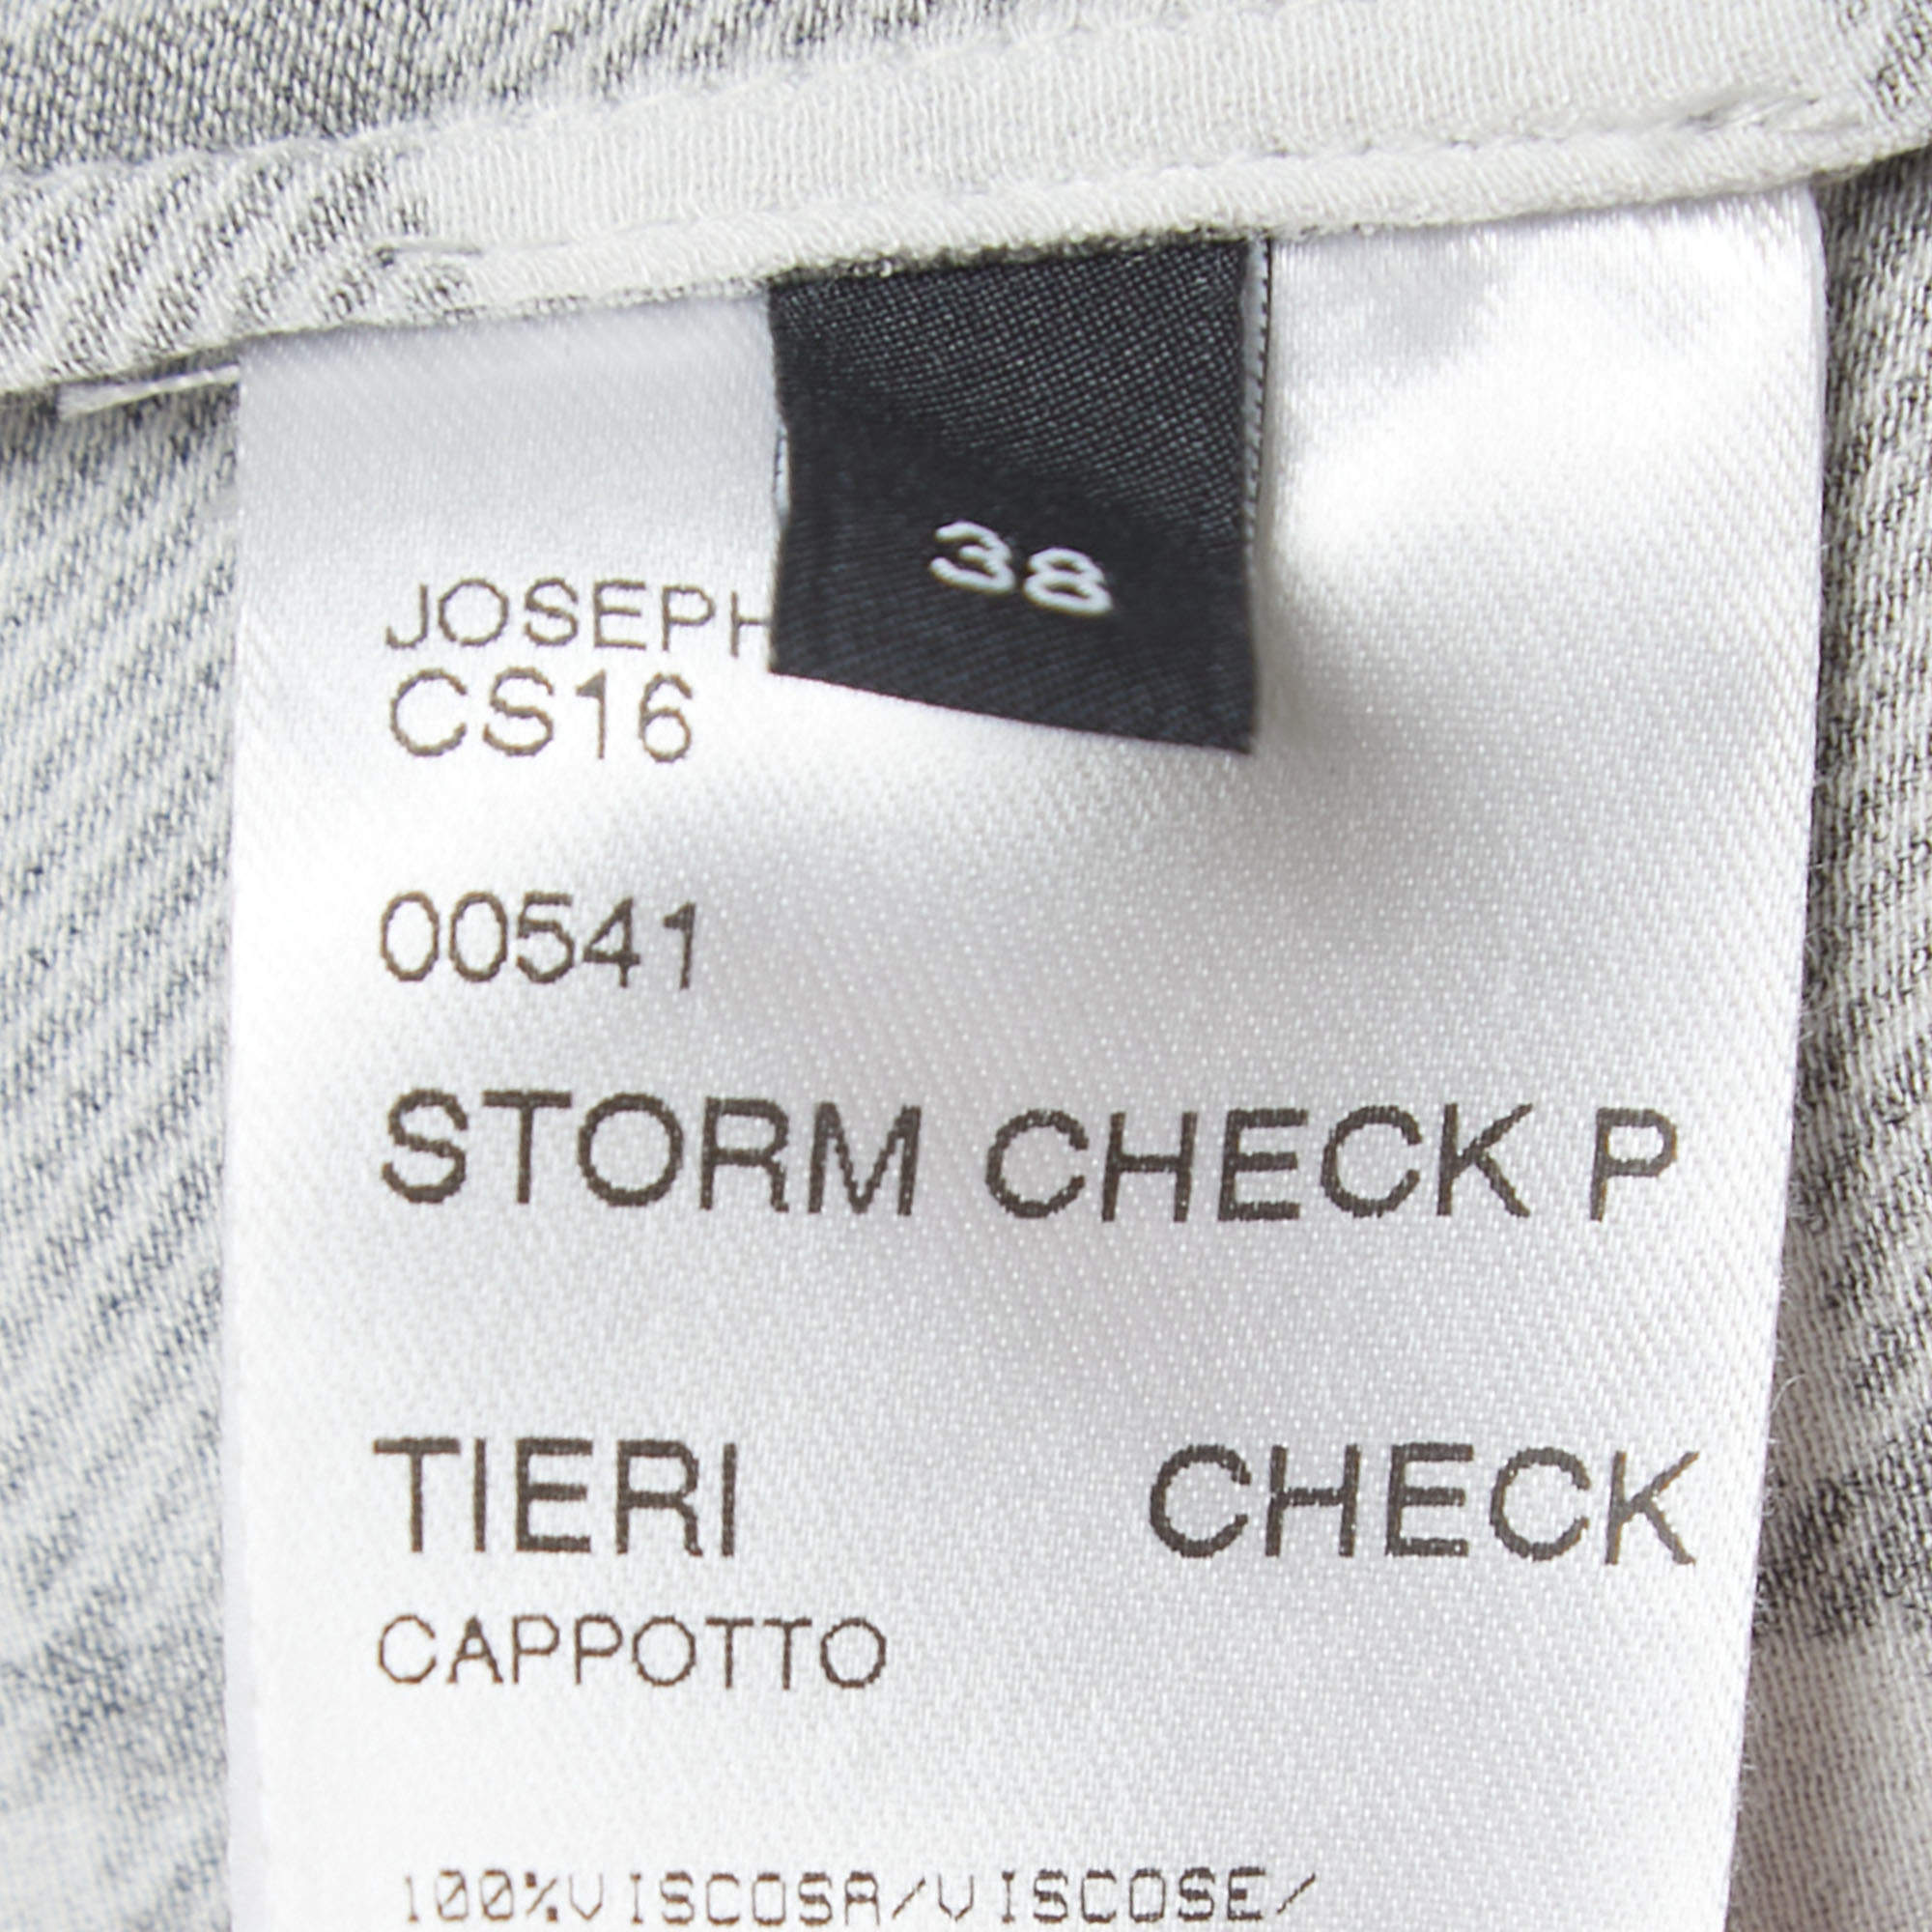 38
JOSEPH
CS16
00541
STORM CHECK P
TIERI CHECK
CAPPOTTO
100%VISCOSA/VISCOSE/